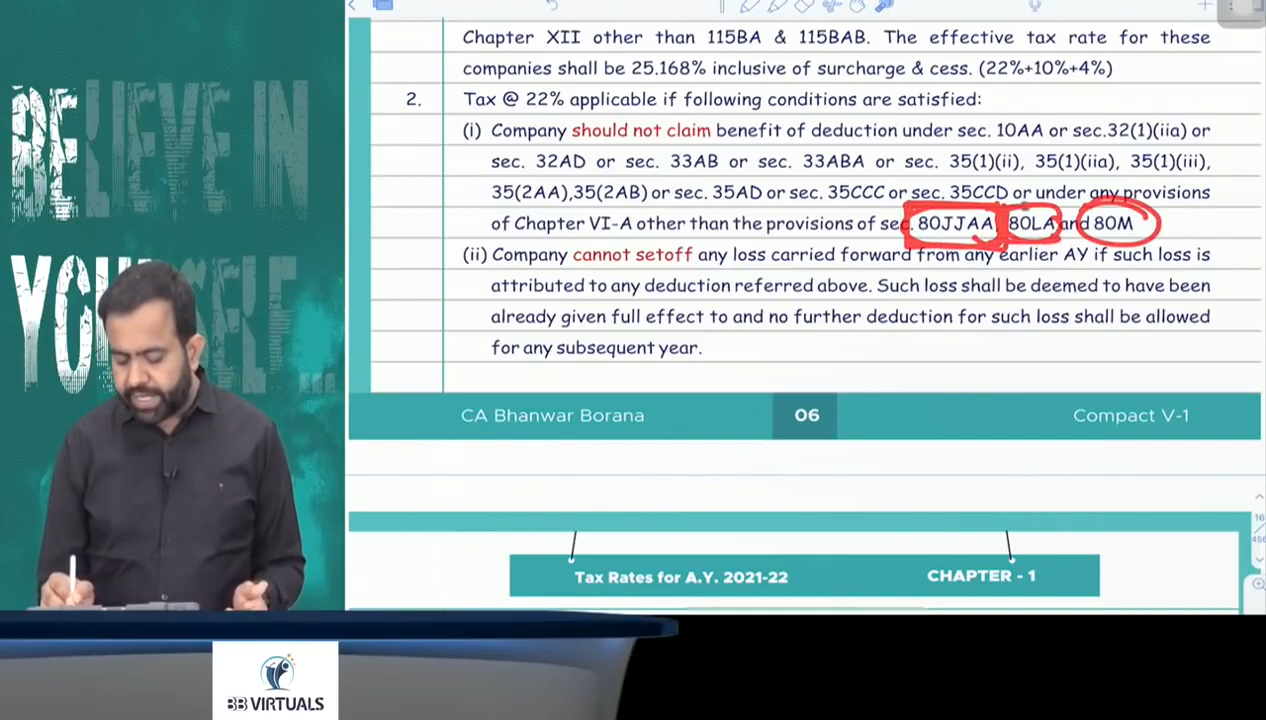 BELIEVE IN
YOURSELF ...
Chapter XII other than 115BA & 115BAB. The effective tax rate for these
companies shall be 25.168% inclusive of surcharge & cess. (22%+10%+4%)
2. Tax @ 22% applicable if following conditions are satisfied:
(i) Company should not claim benefit of deduction under sec. 10AA or sec.32(1)(iia) or
sec. 32AD or sec. 33AB or sec. 33ABA or sec. 35(1)(ii), 35(1)(iia), 35(1)(iii),
35(2AA),35(2AB) or sec. 35AD or sec. 35CCC or sec. 35CCD or under any provisions
of Chapter VI-A other than the provisions of sec. 80JJAA 80LA and 80M
(ii) Company cannot setoff any loss carried forward from any earlier AY if such loss is
attributed to any deduction referred above. Such loss shall be deemed to have been
already given full effect to and no further deduction for such loss shall be allowed
for any subsequent year.
CA Bhanwar Borana 06 Compact V-1
Tax Rates for A.Y. 2021-22 CHAPTER - 1
BB VIRTUALS